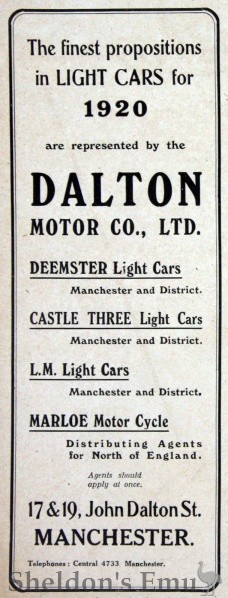 The finest propositions
in LIGHT CARS for
1920
are represented by the
DALTON
MOTOR CO., LTD.
DEEMSTER Light Cars
Manchester and District.
CASTLE THREE Light Cars
Manchester and District.
L.M. Light Cars
Manchester and District.
MARLOE Motor Cycle
Distributing Agents
for North of England.
Agents should
apply at once.
17 & 19, John Dalton St.
MANCHESTER.
Telephones: Central 4733 Manchester.
Sheldon's Emu